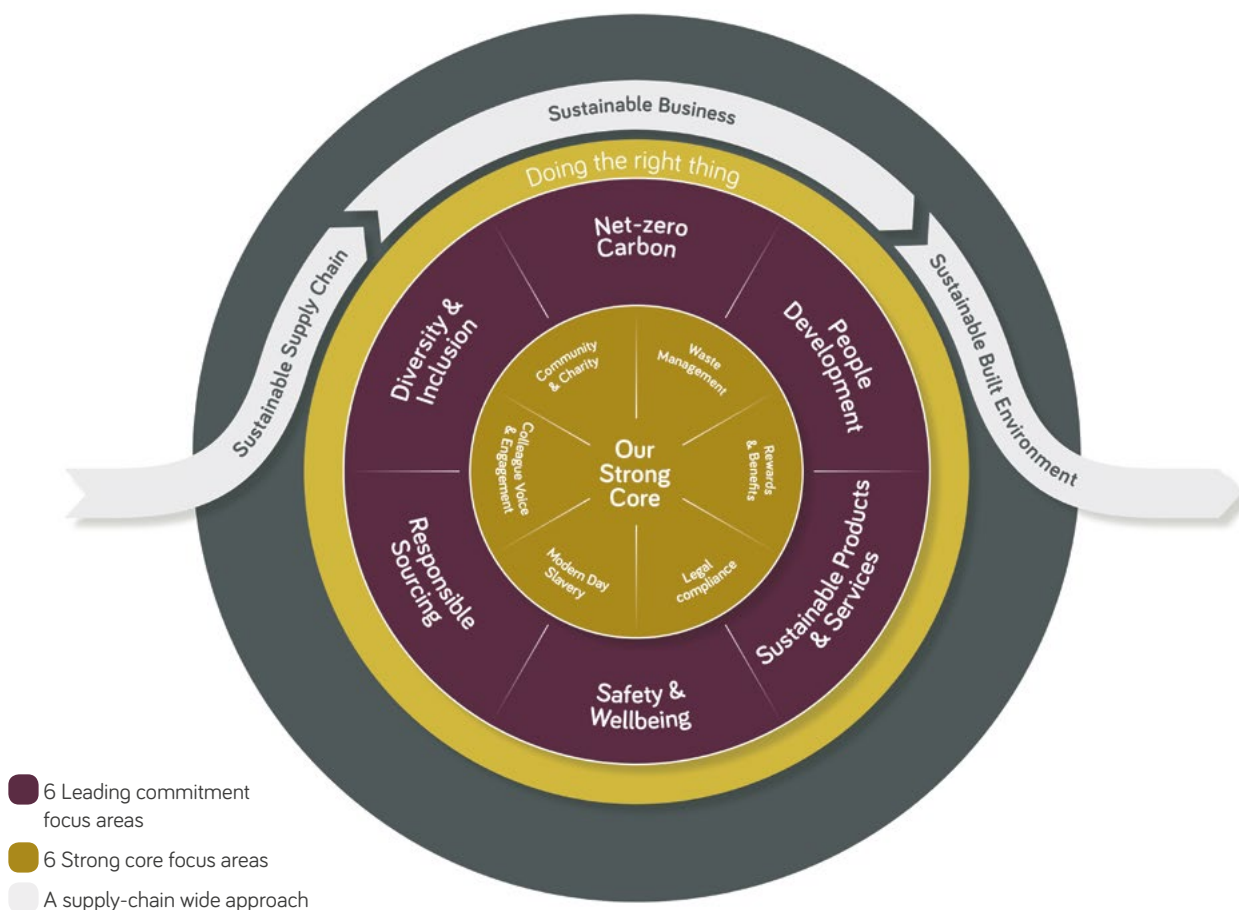 Sustainable Business
Doing the right thing
Sustainable Supply Chain
Sustainable Built Environment
Net-zero
Carbon
People
Development
Sustainable Products
& Services
Safety &
Wellbeing
Responsible
Sourcing
Diversity &
Inclusion
Community
& Charity
Waste
Management
Rewards
& Benefits
Legal
compliance
Modern Day
Slavery
Colleague Voice
& Engagement
Our
Strong
Core
6 Leading commitment
focus areas
6 Strong core focus areas
A supply-chain wide approach